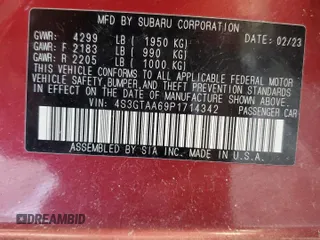 MFD. BY SUBARU CORPORATION
GVWR: 4299 LB (1950 KG) 02/23
GAWR: F 2183 LB (990 KG)
GAWR: R 2205 LB (1000 KG)
THIS VEHICLE CONFORMS TO ALL APPLICABLE FEDERAL MOTOR
VEHICLE SAFETY, BUMPER, AND THEFT PREVENTION STANDARDS
IN EFFECT ON THE DATE OF MANUFACTURE SHOWN ABOVE.
VIN: 4S3GTAA69P1714342 PASSENGER CAR
ASSEMBLED BY SIA INC. MADE IN U.S.A.
DREAMBID